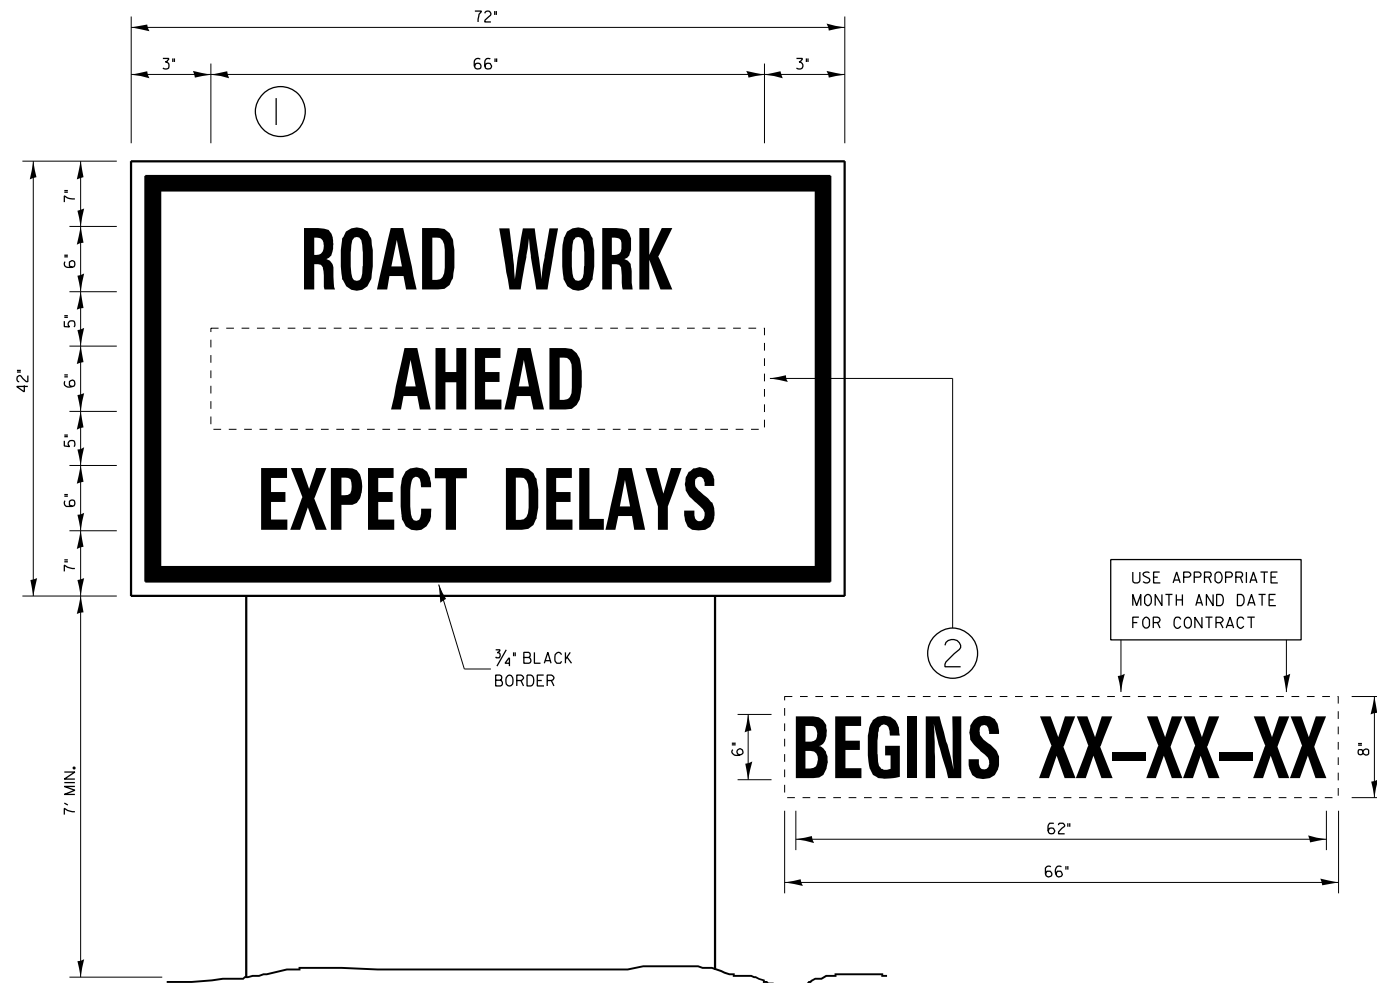 72"
3" 66" 3"
1
7"
6"
5"
6"
5"
6"
7"
42"
7' MIN.
ROAD WORK
AHEAD
EXPECT DELAYS
3/4" BLACK
BORDER
2
USE APPROPRIATE
MONTH AND DATE
FOR CONTRACT
BEGINS XX–XX–XX
6"
8"
62"
66"